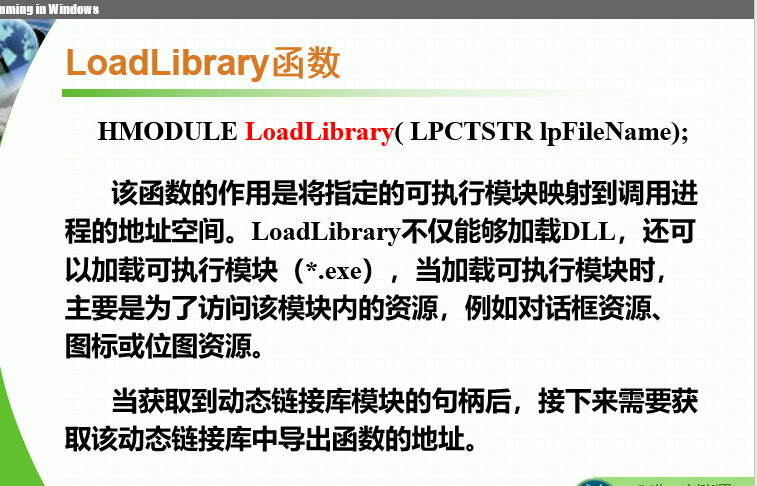 mming in Windows
LoadLibrary函数
HMODULE LoadLibrary( LPCTSTR lpFileName);
该函数的作用是将指定的可执行模块映射到调用进
程的地址空间。LoadLibrary不仅能够加载DLL，还可
以加载可执行模块（*.exe），当加载可执行模块时，
主要是为了访问该模块内的资源，例如对话框资源、
图标或位图资源。
当获取到动态链接库模块的句柄后，接下来需要获
取该动态链接库中导出函数的地址。